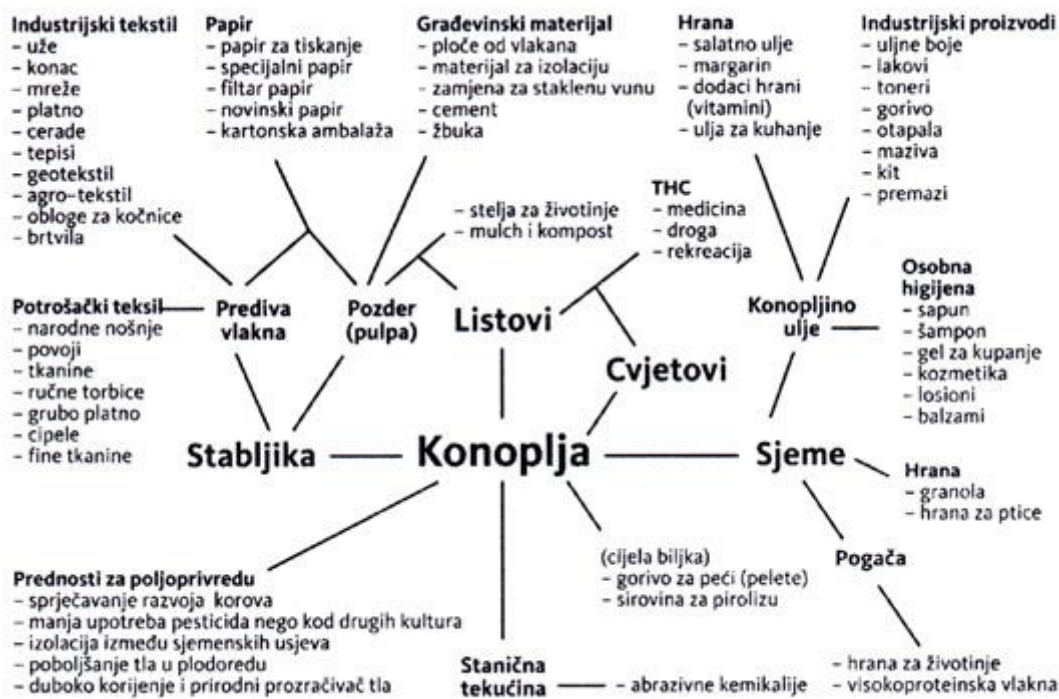 Industrijski tekstil
– uže
– konac
– mreže
– platno
– cerade
– tepisi
– geotekstil
– agro-tekstil
– obloge za kočnice
– brtvila
Papir
– papir za tiskanje
– specijalni papir
– filtar papir
– novinski papir
– kartonska ambalaža
Građevinski materijal
– ploče od vlakana
– materijal za izolaciju
– zamjena za staklenu vunu
– cement
– žbuka
Hrana
– salatno ulje
– margarin
– dodaci hrani
(vitamini)
– ulja za kuhanje
Industrijski proizvodi
– uljne boje
– lakovi
– toneri
– gorivo
– otapala
– maziva
– kit
– premazi
– stelja za životinje
– mulch i kompost
THC
– medicina
– droga
– rekreacija
Potrošački teksil
– narodne nošnje
– povoji
– tkanine
– ručne torbice
– grubo platno
– cipele
– fine tkanine
Prediva
vlakna
Pozder
(pulpa)
Listovi
Cvjetovi
Konopljino
ulje
Osobna
higijena
– sapun
– šampon
– gel za kupanje
– kozmetika
– losioni
– balzami
Stabljika
Konoplja
Sjeme
Hrana
– granola
– hrana za ptice
Prednosti za poljoprivredu
– sprječavanje razvoja korova
– manja upotreba pesticida nego kod drugih kultura
– izolacija između sjemenskih usjeva
– poboljšanje tla u plodoredu
– duboko korijenje i prirodni prozračivač tla
Stanična
tekućina
– abrazivne kemikalije
(cijela biljka)
– gorivo za peći (pelete)
– sirovina za pirolizu
Pogača
– hrana za životinje
– visokoproteinska vlakna